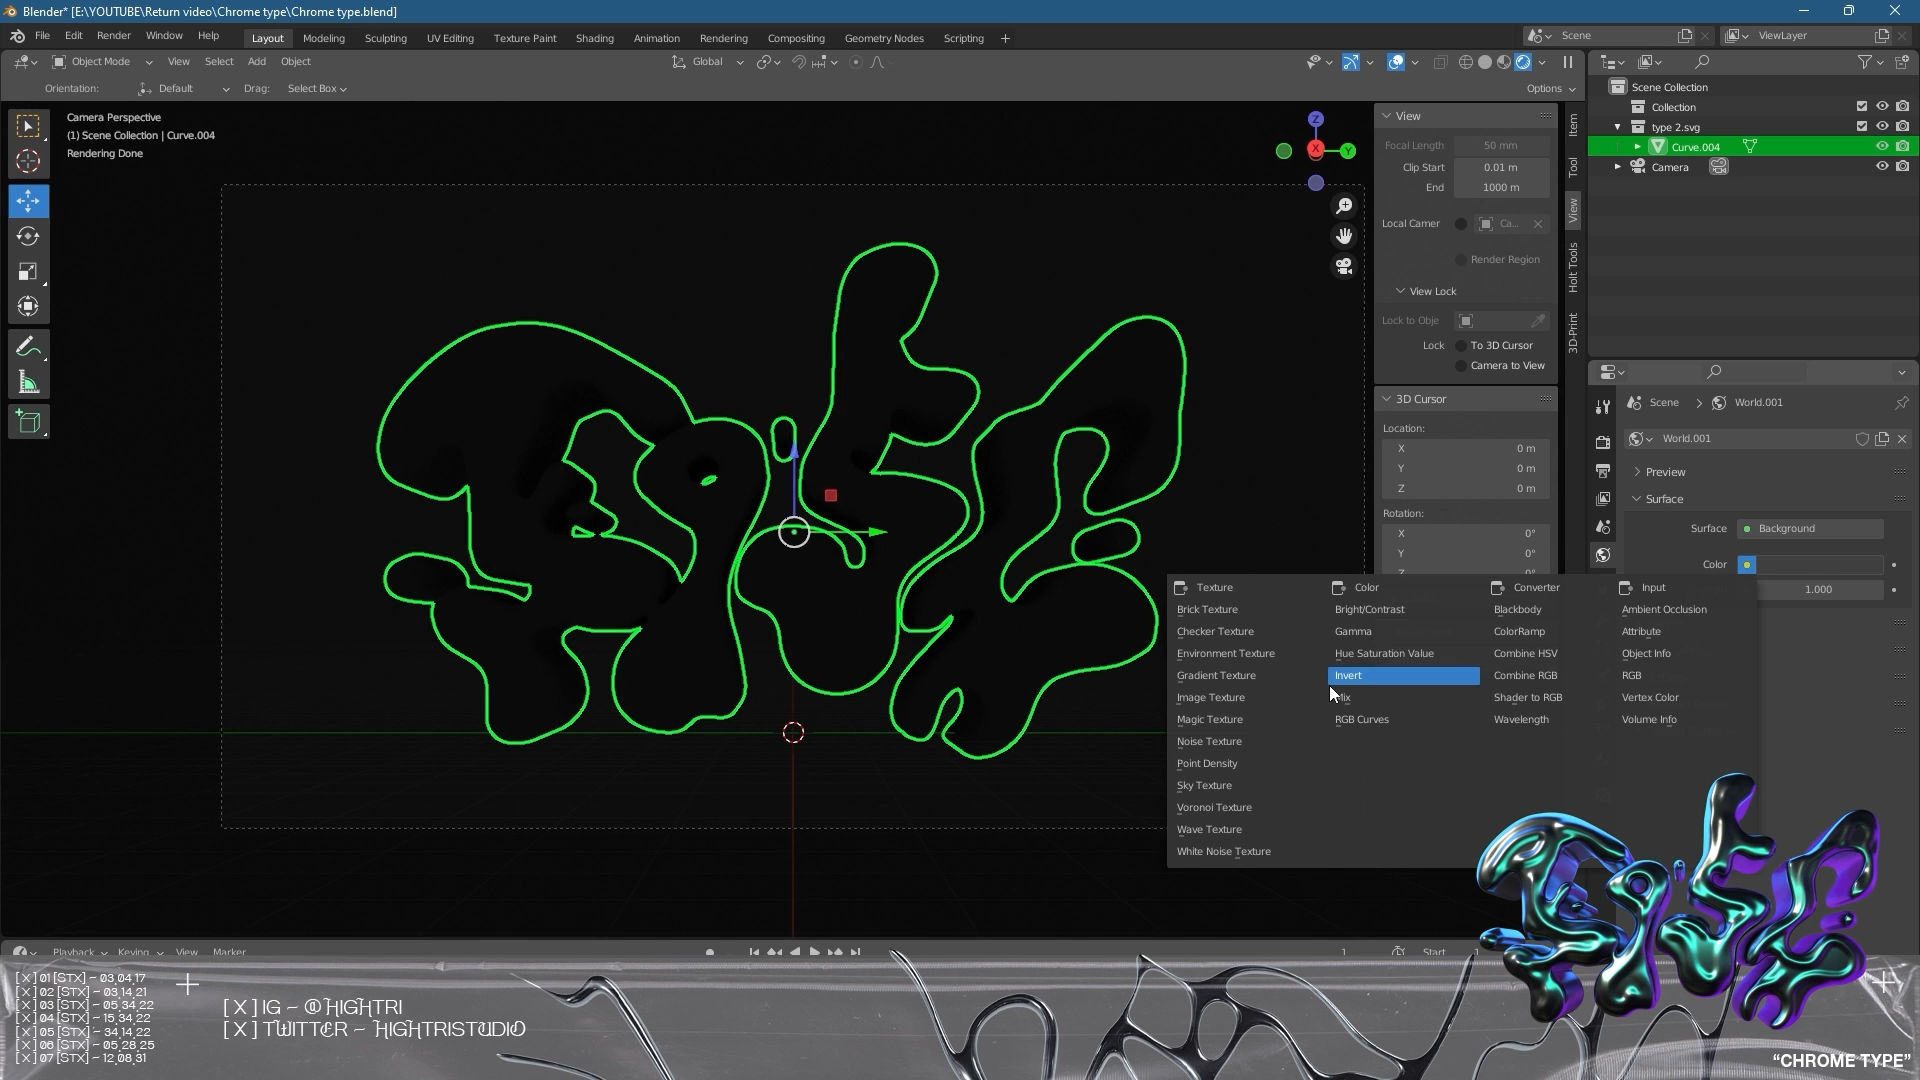 Blender* [E:\YOUTUBE\Return video\Chrome type\Chrome type.blend]
File Edit Render Window Help Layout Modeling Sculpting UV Editing Texture Paint Shading Animation Rendering Compositing Geometry Nodes Scripting + Scene ViewLayer
Object Mode View Select Add Object Global
Orientation: Default Drag: Select Box Options
Camera Perspective
(1) Scene Collection | Curve.004
Rendering Done
Z
X
Y
View
Focal Length 50 mm
Clip Start 0.01 m
End 1000 m
Local Camer Ca...
Render Region
View Lock
Lock to Obje
Lock To 3D Cursor
Camera to View
3D Cursor
Location:
X 0 m
Y 0 m
Z 0 m
Rotation:
X 0°
Y 0°
Z 0°
Item
Tool
View
Holt Tools
3D-Print
Scene Collection
Collection
type 2.svg
Curve.004
Camera
Scene > World.001
World.001
Preview
Surface
Surface Background
Color
1.000
Texture
Brick Texture
Checker Texture
Environment Texture
Gradient Texture
Image Texture
Magic Texture
Noise Texture
Point Density
Sky Texture
Voronoi Texture
Wave Texture
White Noise Texture
Color
Bright/Contrast
Gamma
Hue Saturation Value
Invert
Mix
RGB Curves
Converter
Blackbody
ColorRamp
Combine HSV
Combine RGB
Shader to RGB
Wavelength
Input
Ambient Occlusion
Attribute
Object Info
RGB
Vertex Color
Volume Info
Playback Keying View Marker 1 Start
[X] 01 [STX] – 03.04.17
[X] 02 [STX] – 03.14.21
[X] 03 [STX] – 05.34.22
[X] 04 [STX] – 15.34.22
[X] 05 [STX] – 34.14.22
[X] 06 [STX] – 05.28.25
[X] 07 [STX] – 12.08.31
[X] IG – @HIGHTRI
[X] TWITTER – HIGHTRISTUDIO
“CHROME TYPE”